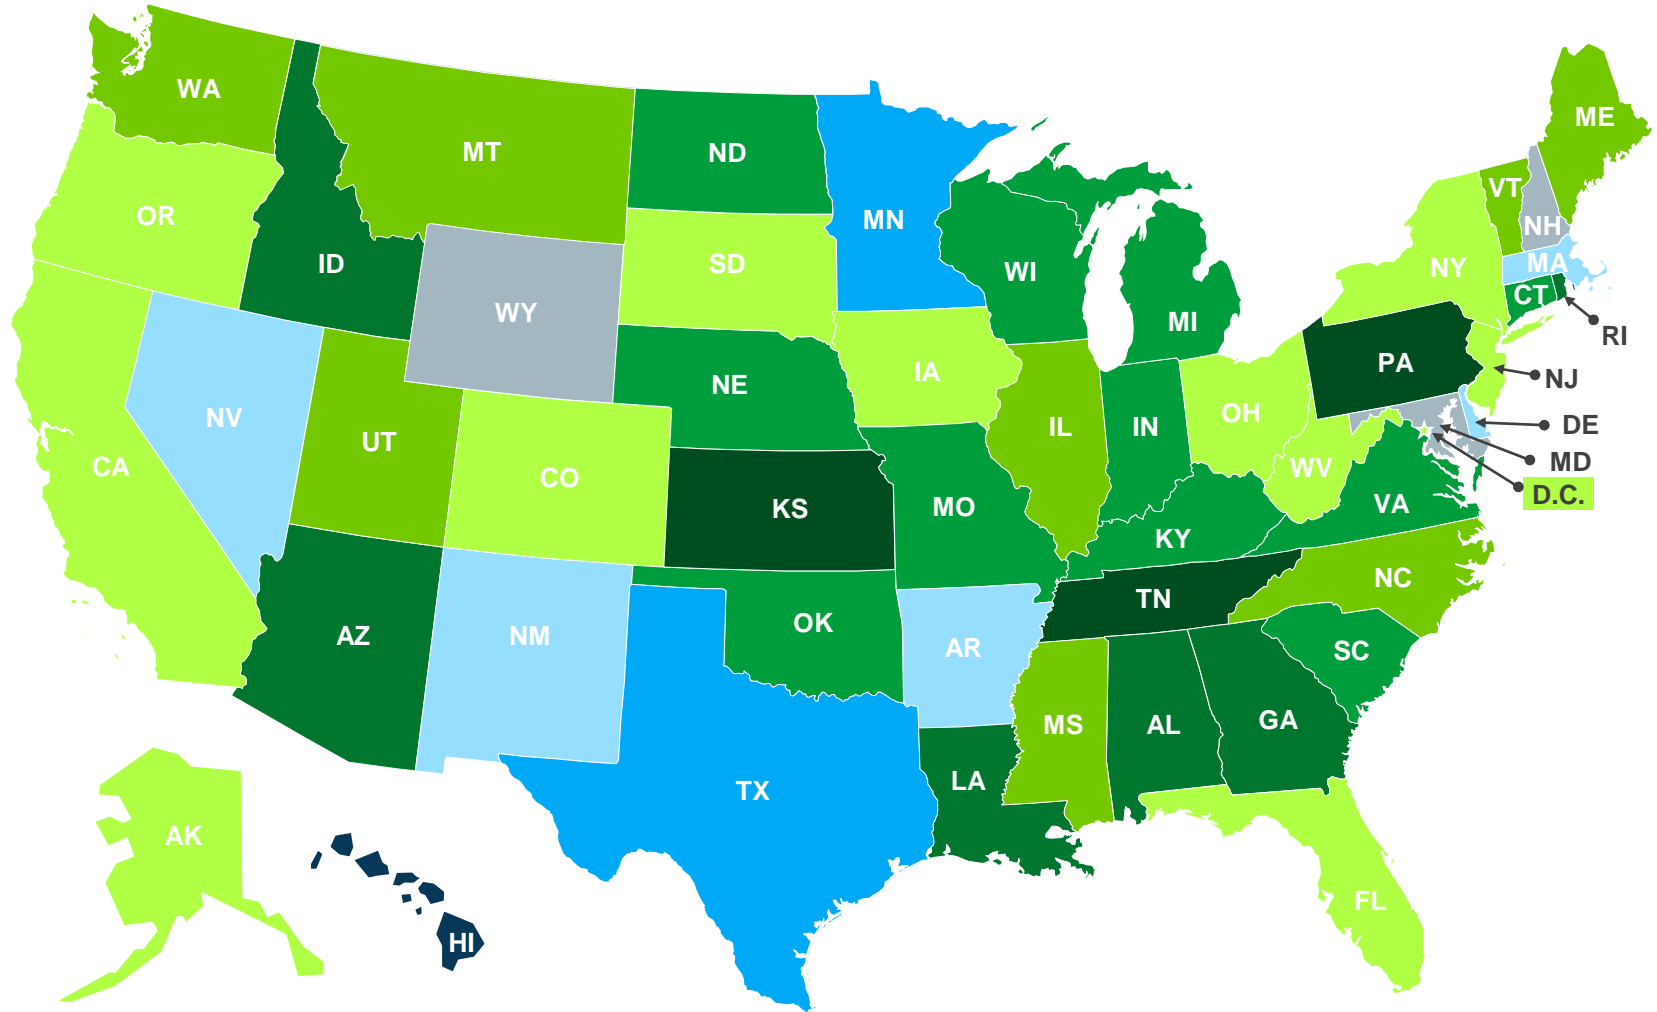 WA
MT
ND
MN
ME
VT
NH
OR
ID
SD
WI
NY
MA
CT
RI
WY
MI
PA
NJ
NE
IA
NV
UT
CO
IL
IN
OH
DE
WV
MD
D.C.
CA
KS
MO
KY
VA
NC
TN
AZ
NM
OK
AR
SC
MS
AL
GA
TX
LA
AK
HI
FL